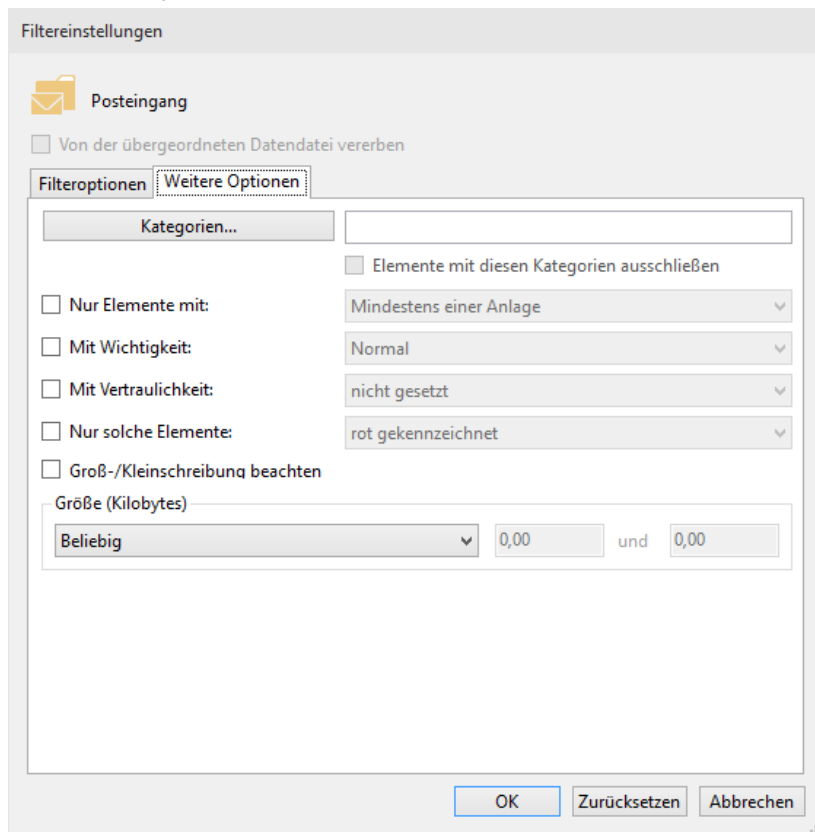 Filtereinstellungen
Posteingang
Von der übergeordneten Datendatei vererben
Filteroptionen Weitere Optionen
Kategorien...
Elemente mit diesen Kategorien ausschließen
Nur Elemente mit: Mindestens einer Anlage
Mit Wichtigkeit: Normal
Mit Vertraulichkeit: nicht gesetzt
Nur solche Elemente: rot gekennzeichnet
Groß-/Kleinschreibung beachten
Größe (Kilobytes)
Beliebig 0,00 und 0,00
OK Zurücksetzen Abbrechen